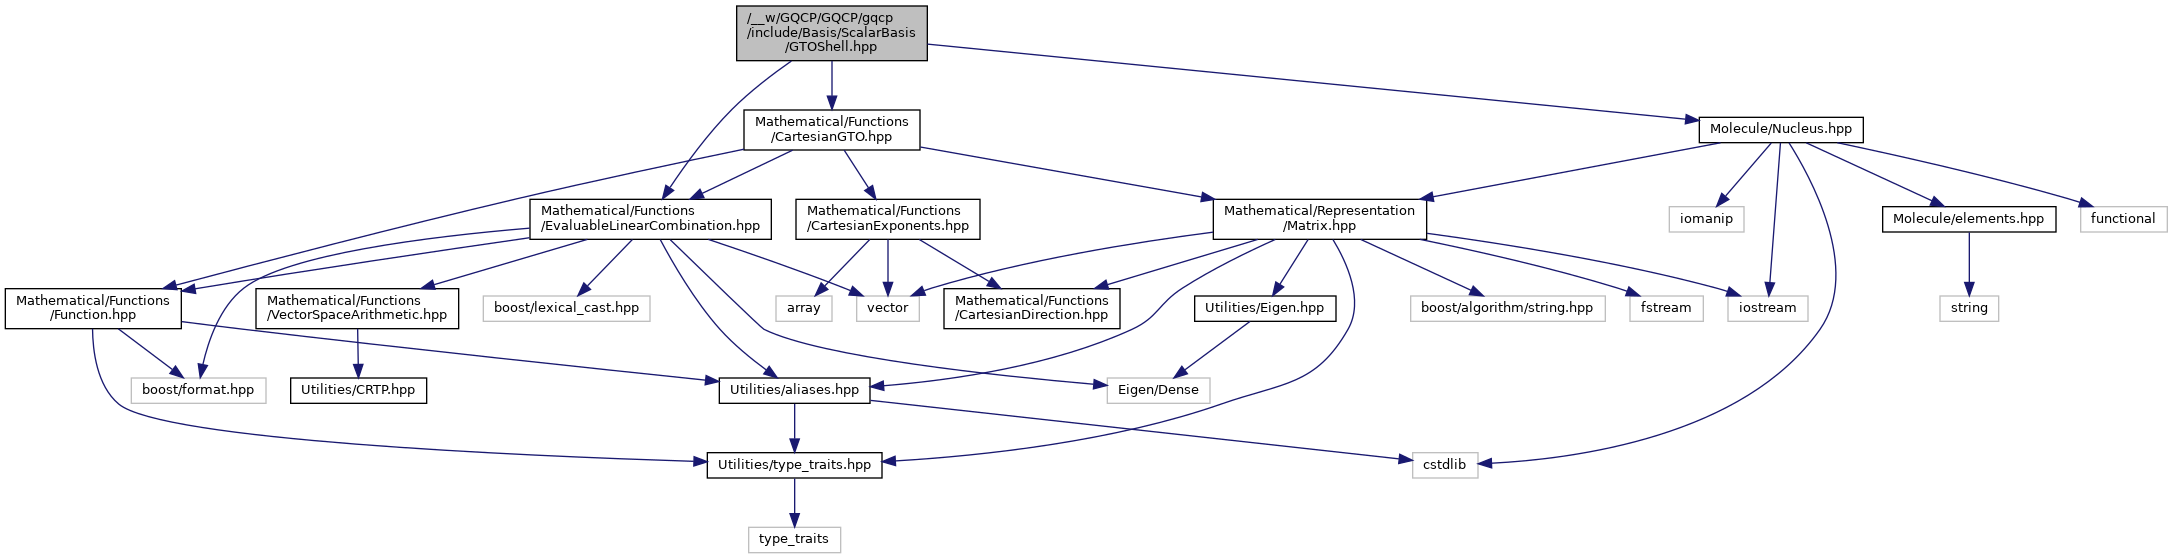 /__w/GQCP/GQCP/gqcp
/include/Basis/ScalarBasis
/GTOShell.hpp
Mathematical/Functions
/CartesianGTO.hpp
Molecule/Nucleus.hpp
Mathematical/Functions
/EvaluableLinearCombination.hpp
Mathematical/Functions
/CartesianExponents.hpp
Mathematical/Representation
/Matrix.hpp
iomanip
Molecule/elements.hpp
functional
Mathematical/Functions
/Function.hpp
Mathematical/Functions
/VectorSpaceArithmetic.hpp
boost/lexical_cast.hpp
array
vector
Mathematical/Functions
/CartesianDirection.hpp
Utilities/Eigen.hpp
boost/algorithm/string.hpp
fstream
iostream
string
boost/format.hpp
Utilities/CRTP.hpp
Utilities/aliases.hpp
Eigen/Dense
Utilities/type_traits.hpp
cstdlib
type_traits